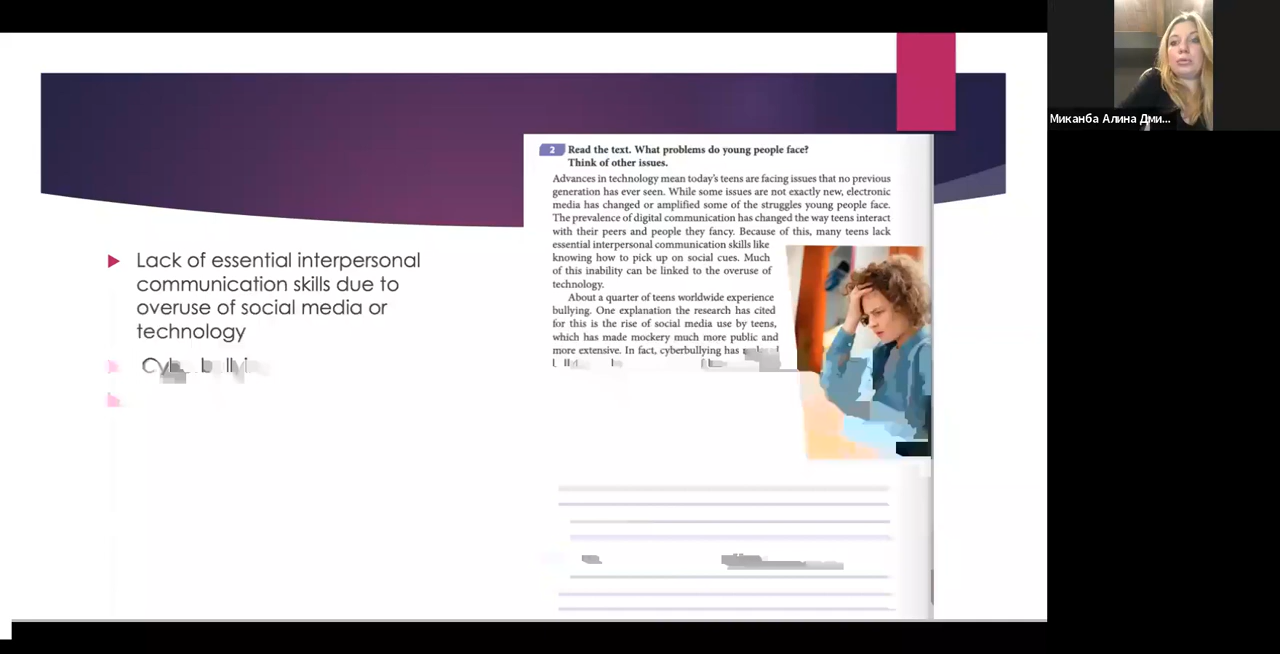 Lack of essential interpersonal
communication skills due to
overuse of social media or
technology
2 Read the text. What problems do young people face?
Think of other issues.
Advances in technology mean today's teens are facing issues that no previous
generation has ever seen. While some issues are not exactly new, electronic
media has changed or amplified some of the struggles young people face.
The prevalence of digital communication has changed the way teens interact
with their peers and people they fancy. Because of this, many teens lack
essential interpersonal communication skills like
knowing how to pick up on social cues. Much
of this inability can be linked to the overuse of
technology.
About a quarter of teens worldwide experience
bullying. One explanation the research has cited
for this is the rise of social media use by teens,
which has made mockery much more public and
more extensive. In fact, cyberbullying has
Миканба Алина Дми...